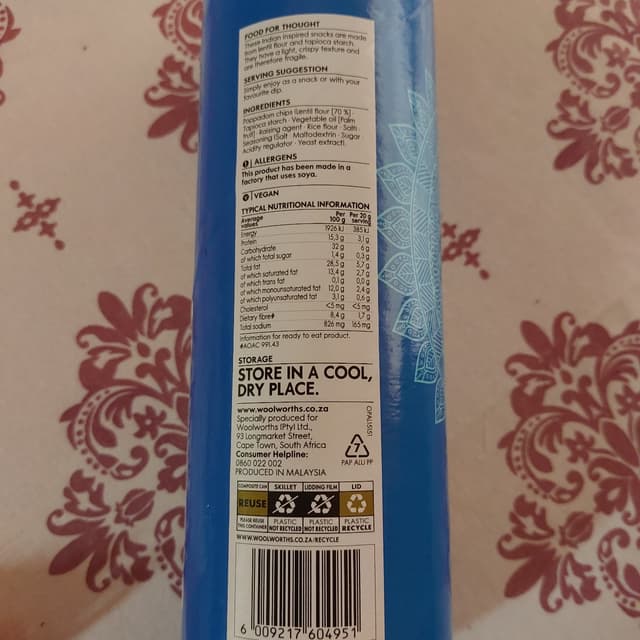 FOOD FOR THOUGHT
These Indian inspired snacks are made
from lentil flour and tapioca starch.
They have a light, crispy texture and
are therefore fragile.
SERVING SUGGESTION
Simply enjoy as a snack or with your
favourite dip.
INGREDIENTS
Poppadom chips (Lentil flour [70 %] ·
Tapioca starch · Vegetable oil [Palm
fruit] · Raising agent · Rice flour · Salt) ·
Seasoning (Salt · Maltodextrin · Sugar ·
Acidity regulator · Yeast extract).
ALLERGENS
This product has been made in a
factory that uses soya.
VEGAN
TYPICAL NUTRITIONAL INFORMATION
Average values Per 100 g Per 20 g serving
Energy 1926 kJ 385 kJ
Protein 15,3 g 3,1 g
Carbohydrate 32 g 6 g
of which total sugar 1,4 g 0,3 g
Total fat 28,5 g 5,7 g
of which saturated fat 13,4 g 2,7 g
of which trans fat 0,1 g 0,0 g
of which monounsaturated fat 12,0 g 2,4 g
of which polyunsaturated fat 3,1 g 0,6 g
Cholesterol <5 mg <5 mg
Dietary fibre# 8,4 g 1,7 g
Total sodium 826 mg 165 mg
Information for ready to eat product.
#AOAC 991.43
STORAGE
STORE IN A COOL,
DRY PLACE.
www.woolworths.co.za
Specially produced for
Woolworths (Pty) Ltd.,
93 Longmarket Street,
Cape Town, South Africa
Consumer Helpline:
0860 022 002
PRODUCED IN MALAYSIA
7
PAP ALU PP
COMPOSITE CAN SKILLET LIDDING FILM LID
REUSE
PLEASE REUSE THIS CONTAINER PLASTIC NOT RECYCLED PLASTIC NOT RECYCLED PLASTIC RECYCLE
WWW.WOOLWORTHS.CO.ZA/RECYCLE
6 009217 604951